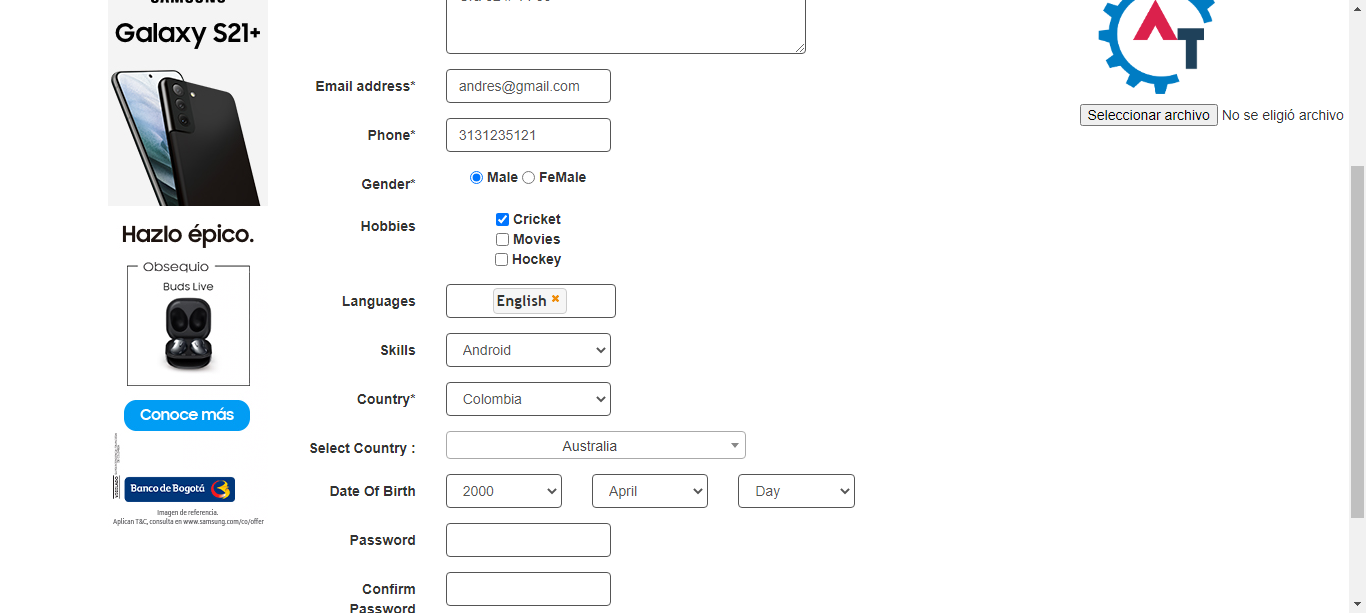 Galaxy S21+
Hazlo épico.
Obsequio
Buds Live
Conoce más
VIGILADO
Banco de Bogotá
Imagen de referencia.
Aplican T&C, consulta en www.samsung.com/co/offer
Email address*
andres@gmail.com
Phone*
3131235121
Gender*
Male FeMale
Hobbies
Cricket
Movies
Hockey
Languages
English
Skills
Android
Country*
Colombia
Select Country :
Australia
Date Of Birth
2000 April Day
Password
Confirm
Password
AT
Seleccionar archivo No se eligió archivo